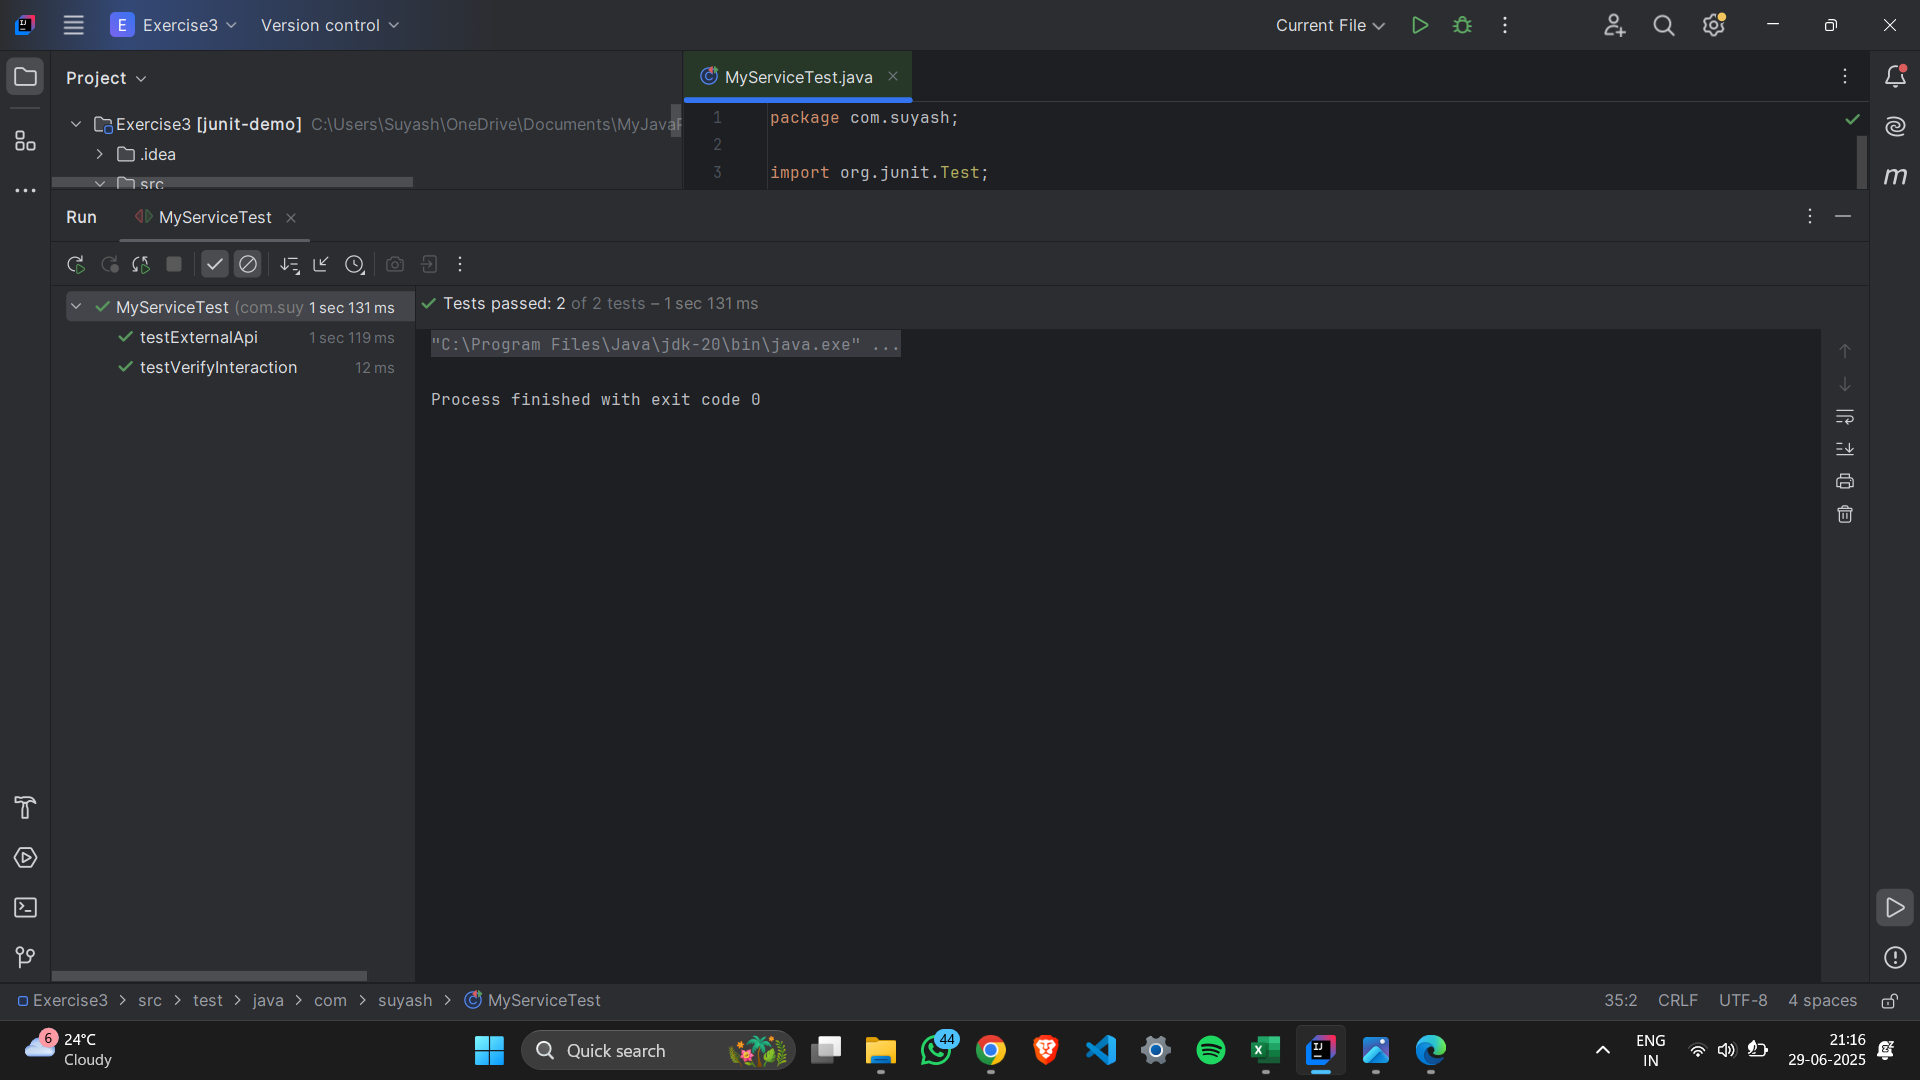 E Exercise3 Version control Current File
Project
MyServiceTest.java
Exercise3 [junit-demo] C:\Users\Suyash\OneDrive\Documents\MyJava
.idea
src
1 package com.suyash;
2
3 import org.junit.Test;
Run MyServiceTest
MyServiceTest (com.suy 1 sec 131 ms
testExternalApi 1 sec 119 ms
testVerifyInteraction 12 ms
Tests passed: 2 of 2 tests – 1 sec 131 ms
"C:\Program Files\Java\jdk-20\bin\java.exe" ...
Process finished with exit code 0
Exercise3 > src > test > java > com > suyash > MyServiceTest
35:2 CRLF UTF-8 4 spaces
6 24°C
Cloudy
Quick search
44
ENG
IN
21:16
29-06-2025